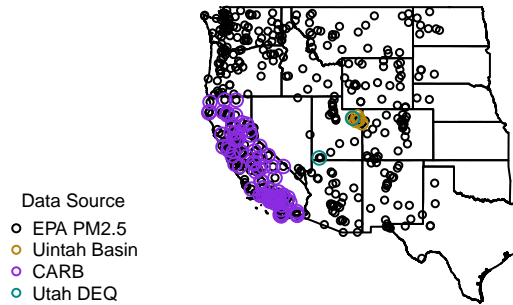 Data Source
EPA PM2.5
Uintah Basin
CARB
Utah DEQ